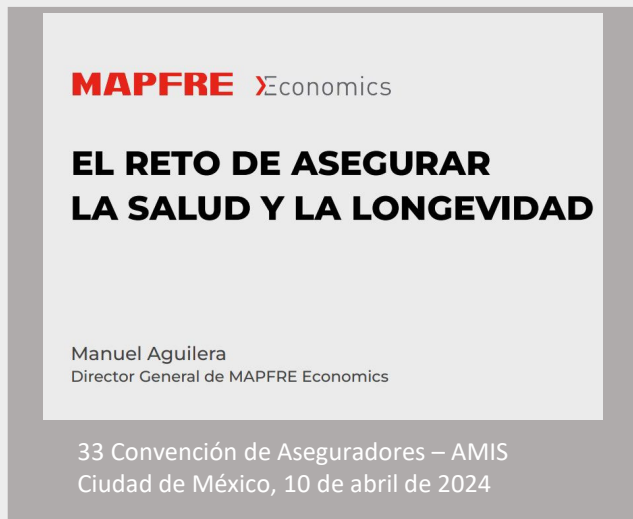 MAPFRE Economics
EL RETO DE ASEGURAR
LA SALUD Y LA LONGEVIDAD
Manuel Aguilera
Director General de MAPFRE Economics
33 Convención de Aseguradores – AMIS
Ciudad de México, 10 de abril de 2024